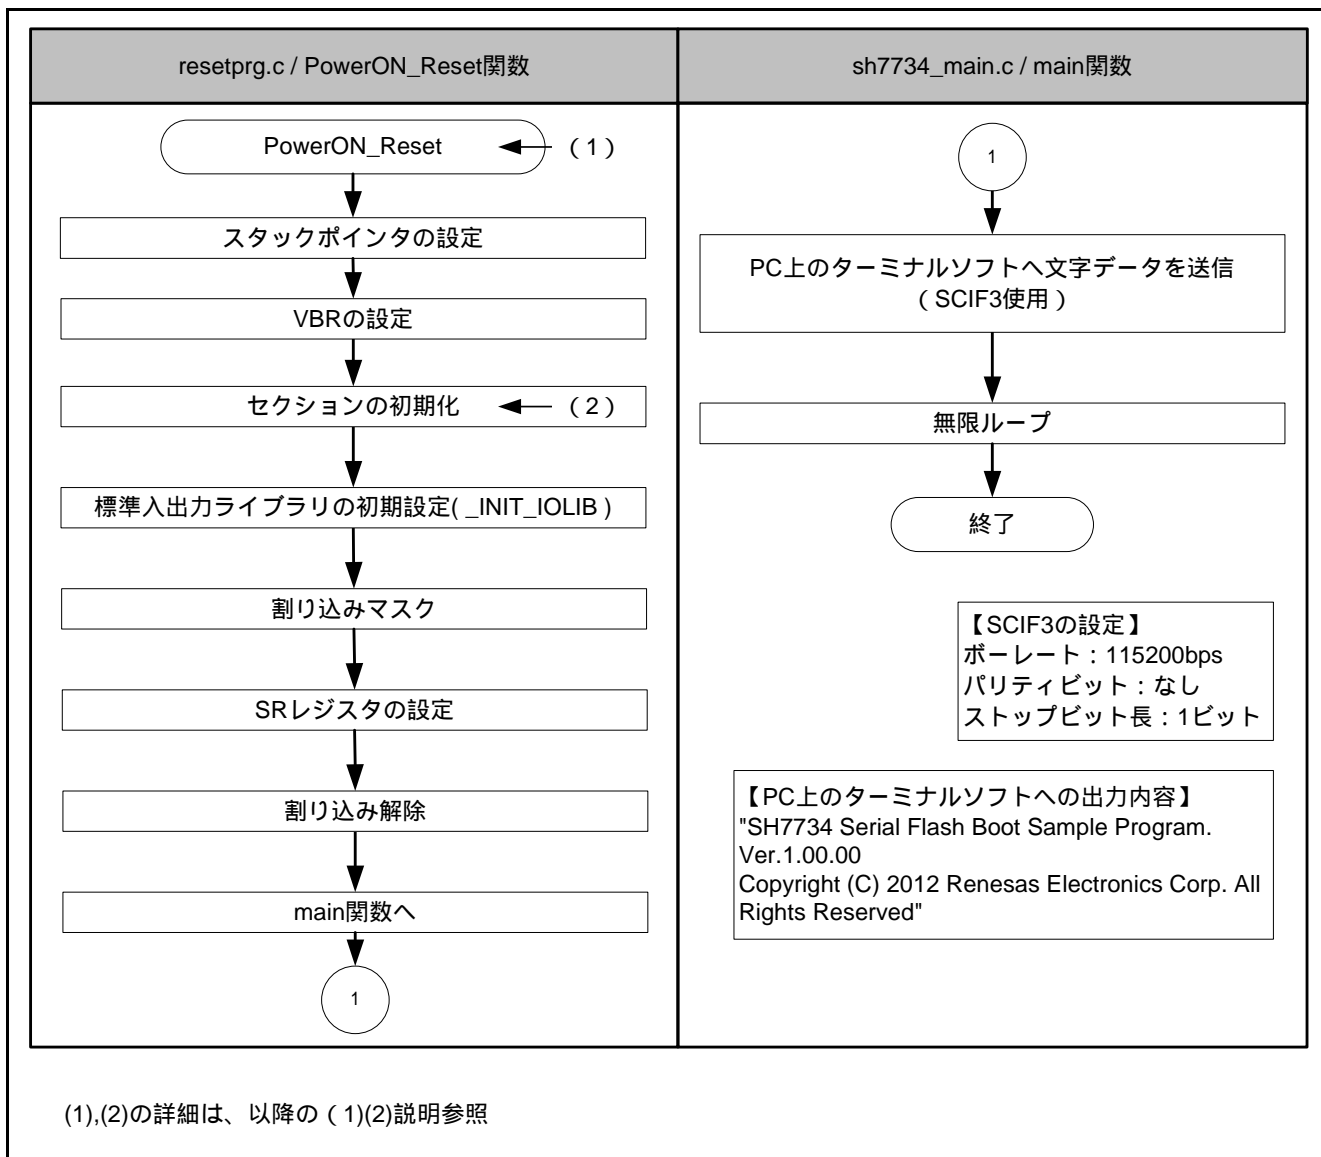 resetprg.c / PowerON_Reset関数
PowerON_Reset
（1）
スタックポインタの設定
VBRの設定
セクションの初期化
（2）
標準入出力ライブラリの初期設定( _INIT_IOLIB )
割り込みマスク
SRレジスタの設定
割り込み解除
main関数へ
1
sh7734_main.c / main関数
1
PC上のターミナルソフトへ文字データを送信
（SCIF3使用）
無限ループ
終了
【SCIF3の設定】
ボーレート：115200bps
パリティビット：なし
ストップビット長：1ビット
【PC上のターミナルソフトへの出力内容】
"SH7734 Serial Flash Boot Sample Program.
Ver.1.00.00
Copyright (C) 2012 Renesas Electronics Corp. All
Rights Reserved"
(1),(2)の詳細は、以降の（1)(2)説明参照